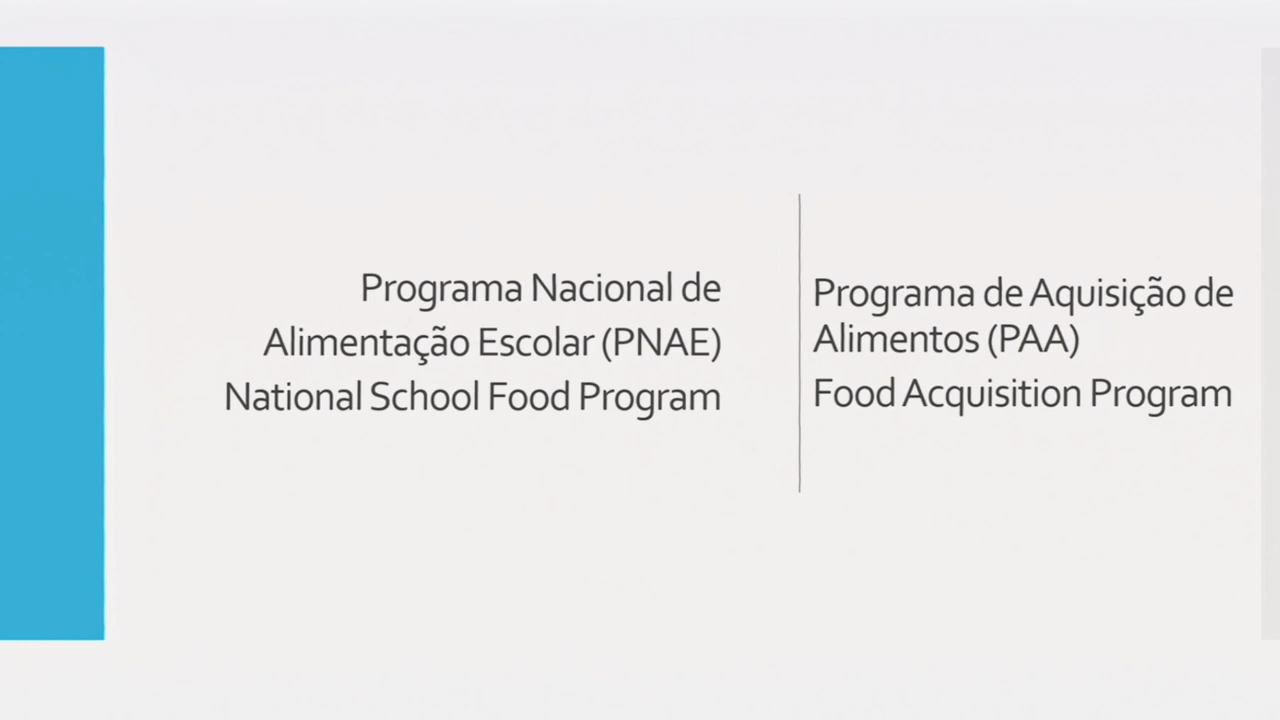 Programa Nacional de
Alimentação Escolar (PNAE)
National School Food Program
Programa de Aquisição de
Alimentos (PAA)
Food Acquisition Program